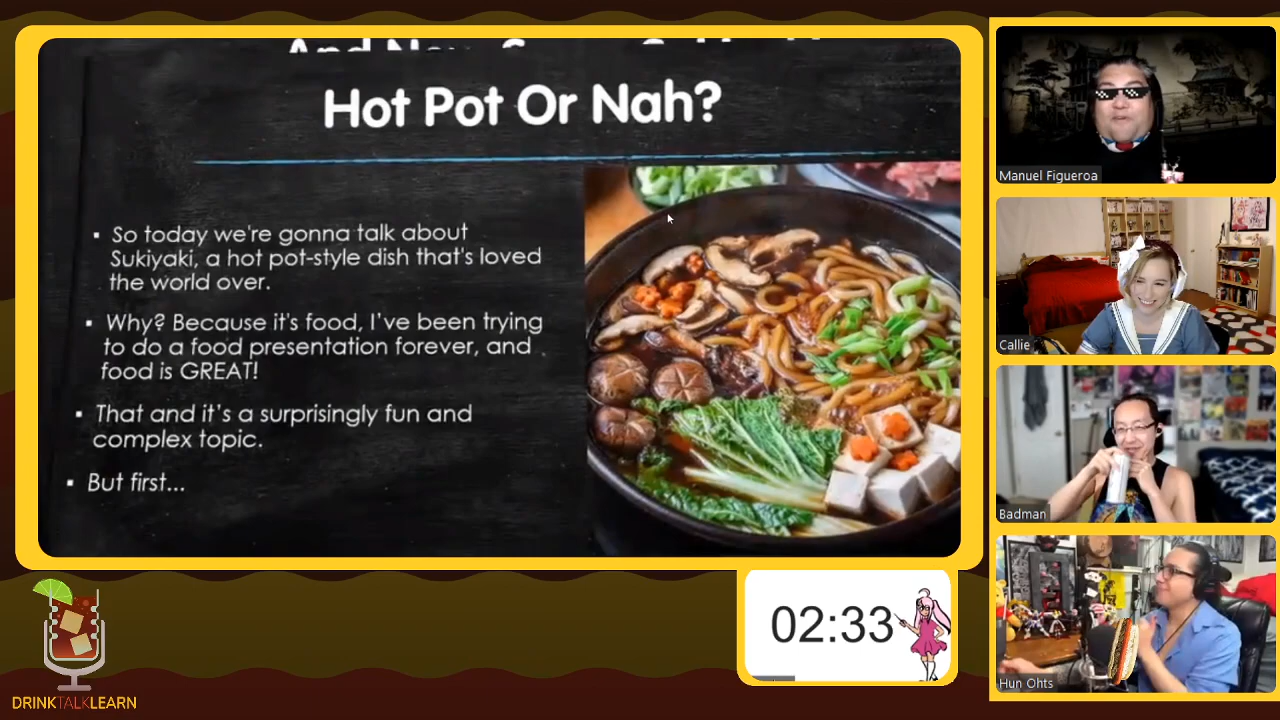 Hot Pot Or Nah?
▪ So today we're gonna talk about
Sukiyaki, a hot pot-style dish that's loved
the world over.
▪ Why? Because it's food, I've been trying
to do a food presentation forever, and
food is GREAT!
▪ That and it's a surprisingly fun and
complex topic.
▪ But first...
02:33
DRINKTALKLEARN
Manuel Figueroa
Callie
Badman
Hun Ohts